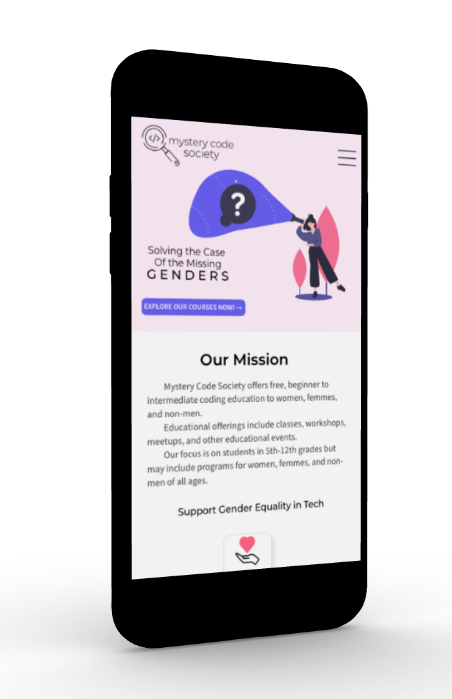 </>
mystery code
society
?
Solving the Case
Of the Missing
GENDERS
EXPLORE OUR COURSES NOW! →
Our Mission
Mystery Code Society offers free, beginner to
intermediate coding education to women, femmes,
and non-men.
Educational offerings include classes, workshops,
meetups, and other educational events.
Our focus is on students in 5th-12th grades but
may include programs for women, femmes, and non-
men of all ages.
Support Gender Equality in Tech